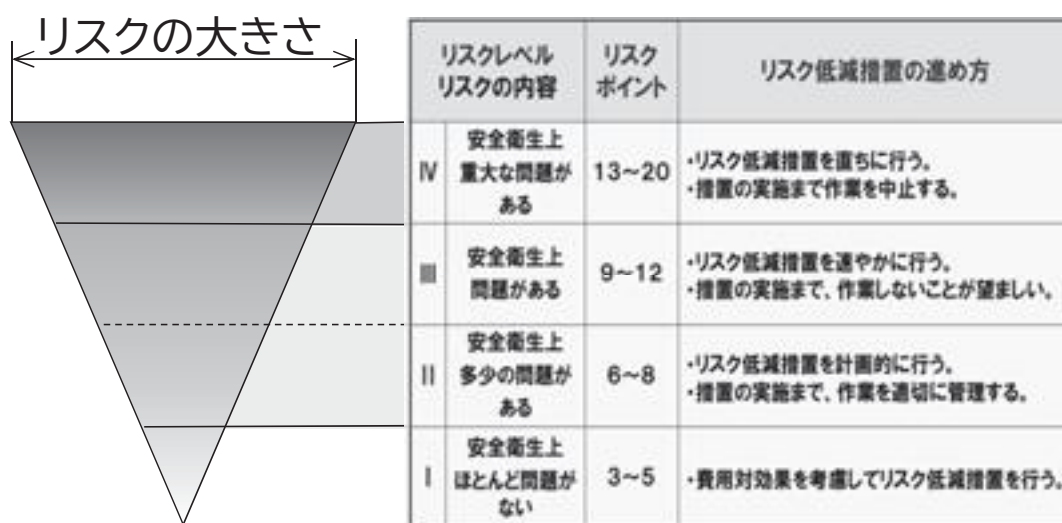 リスクの大きさ
リスクレベル
リスクの内容
リスク
ポイント
リスク低減措置の進め方
Ⅳ
安全衛生上
重大な問題が
ある
13~20
・リスク低減措置を直ちに行う。
・措置の実施まで作業を中止する。
Ⅲ
安全衛生上
問題がある
9~12
・リスク低減措置を速やかに行う。
・措置の実施まで、作業しないことが望ましい。
Ⅱ
安全衛生上
多少の問題が
ある
6~8
・リスク低減措置を計画的に行う。
・措置の実施まで、作業を適切に管理する。
Ⅰ
安全衛生上
ほとんど問題が
ない
3~5
・費用対効果を考慮してリスク低減措置を行う。